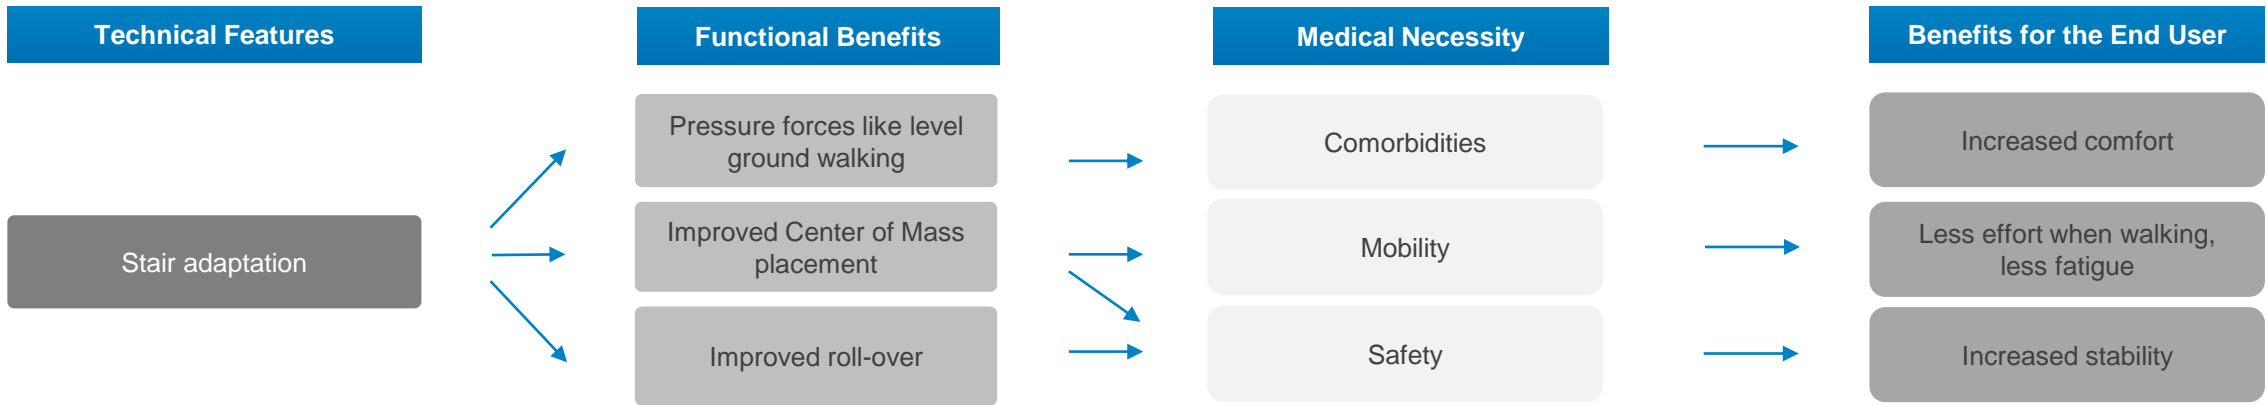 Technical Features
Functional Benefits
Medical Necessity
Benefits for the End User
Stair adaptation
Pressure forces like level
ground walking
Comorbidities
Increased comfort
Improved Center of Mass
placement
Mobility
Less effort when walking,
less fatigue
Improved roll-over
Safety
Increased stability